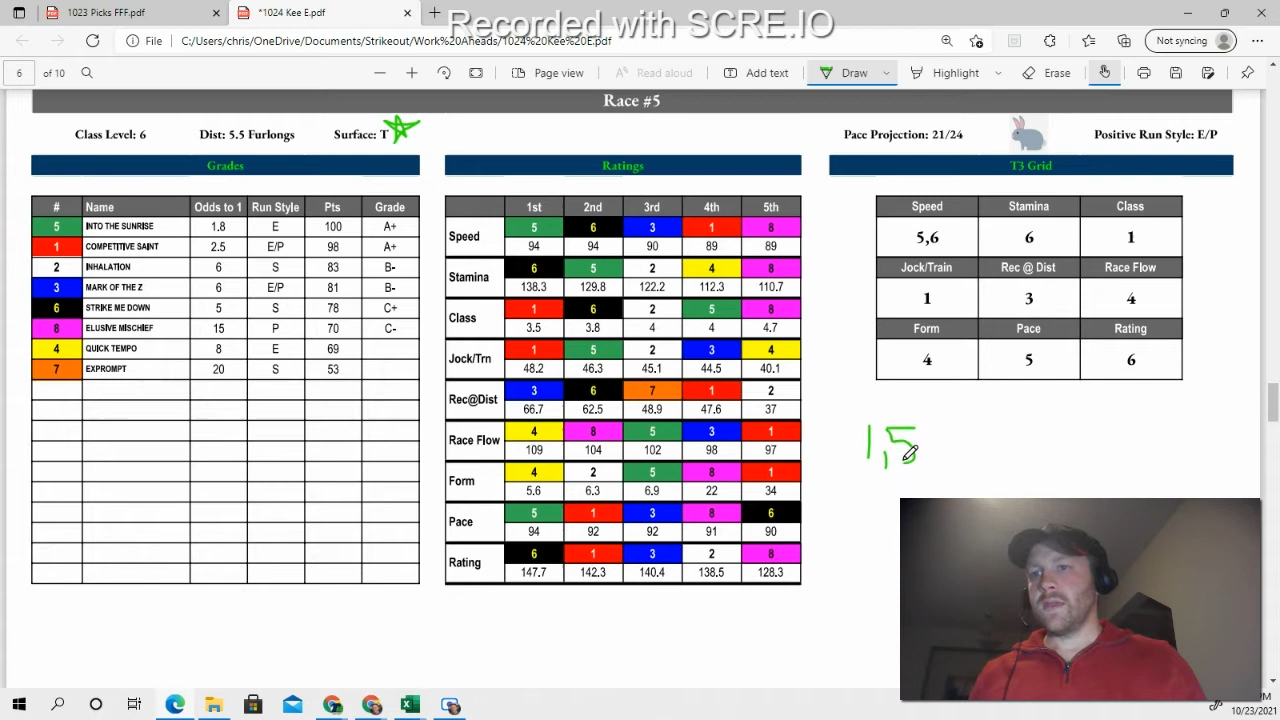 1023 Picks FFF.pdf
*1024 Kee E.pdf
Recorded with SCRE.IO
File
C:/Users/chris/OneDrive/Documents/Strikeout/Work%20Aheads/1024%20Kee%20E.pdf
Not syncing
6 of 10
Page view
Read aloud
Add text
Draw
Highlight
Erase
Race #5
Class Level: 6 Dist: 5.5 Furlongs Surface: T Pace Projection: 21/24 Positive Run Style: E/P
Grades
# Name Odds to 1 Run Style Pts Grade
5 INTO THE SUNRISE 1.8 E 100 A+
1 COMPETITIVE SAINT 2.5 E/P 98 A+
2 INHALATION 6 S 83 B-
3 MARK OF THE Z 6 E/P 81 B-
6 STRIKE ME DOWN 5 S 78 C+
8 ELUSIVE MISCHIEF 15 P 70 C-
4 QUICK TEMPO 8 E 69
7 EXPROMPT 20 S 53
Ratings
1st 2nd 3rd 4th 5th
Speed 5 6 3 1 8
94 94 90 89 89
Stamina 6 5 2 4 8
138.3 129.8 122.2 112.3 110.7
Class 1 6 2 5 8
3.5 3.8 4 4 4.7
Jock/Trn 1 5 2 3 4
48.2 46.3 45.1 44.5 40.1
Rec@Dist 3 6 7 1 2
66.7 62.5 48.9 47.6 37
Race Flow 4 8 5 3 1
109 104 102 98 97
Form 4 2 5 8 1
5.6 6.3 6.9 22 34
Pace 5 1 3 8 6
94 92 92 91 90
Rating 6 1 3 2 8
147.7 142.3 140.4 138.5 128.3
T3 Grid
Speed Stamina Class
5,6 6 1
Jock/Train Rec @ Dist Race Flow
1 3 4
Form Pace Rating
4 5 6
1,5
10/23/2021